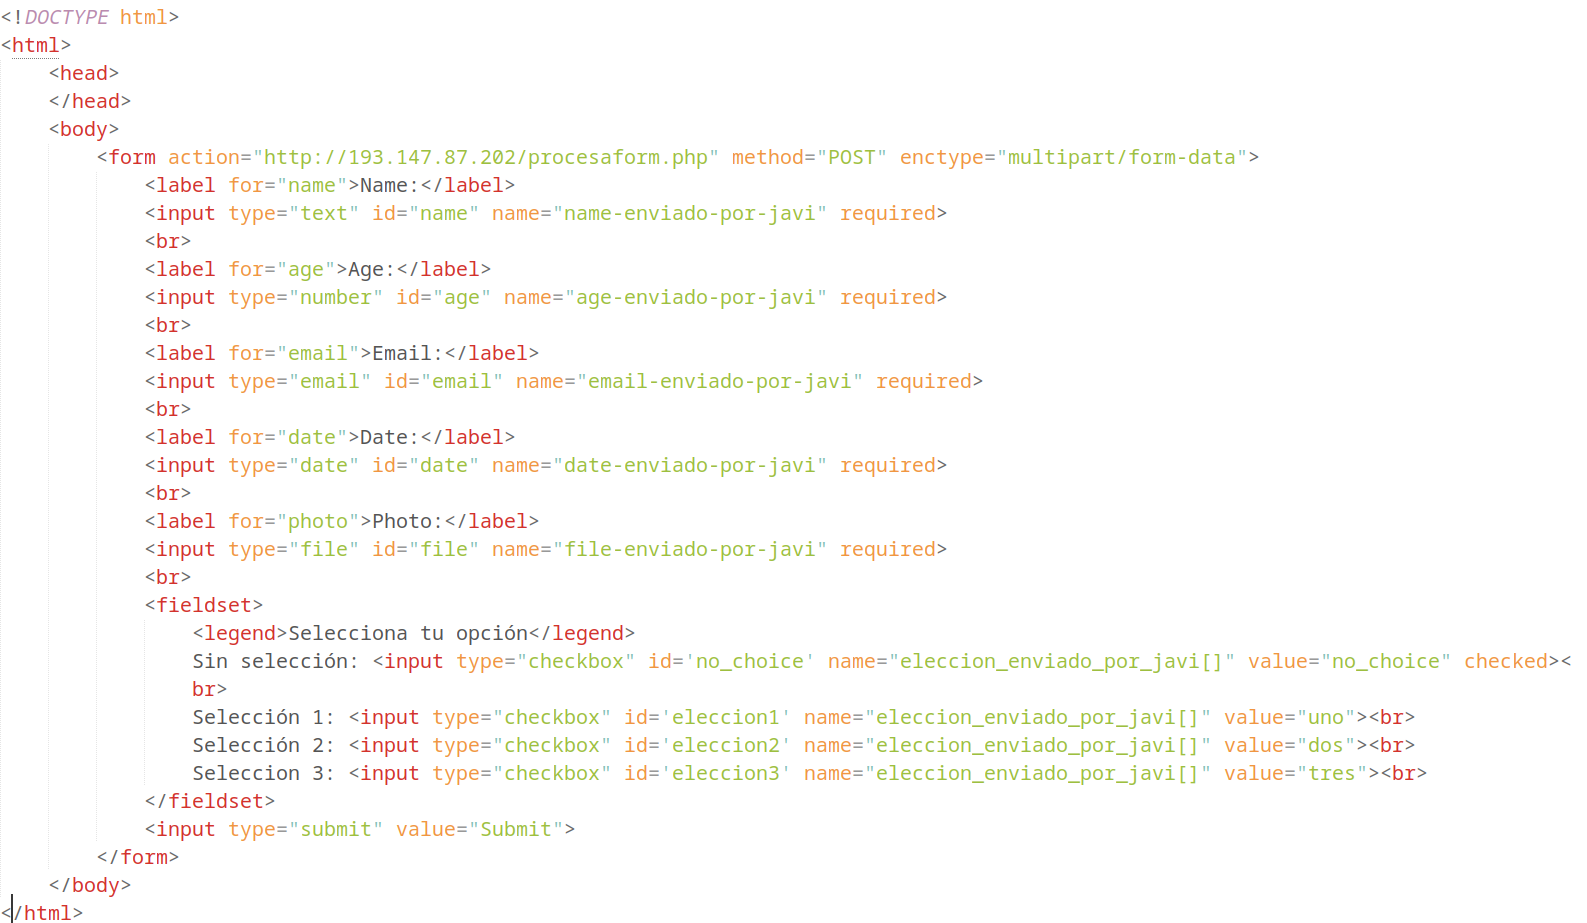 <!DOCTYPE html>
<html>
    <head>
    </head>
    <body>
        <form action="http://193.147.87.202/procesaform.php" method="POST" enctype="multipart/form-data">
            <label for="name">Name:</label>
            <input type="text" id="name" name="name-enviado-por-javi" required>
            <br>
            <label for="age">Age:</label>
            <input type="number" id="age" name="age-enviado-por-javi" required>
            <br>
            <label for="email">Email:</label>
            <input type="email" id="email" name="email-enviado-por-javi" required>
            <br>
            <label for="date">Date:</label>
            <input type="date" id="date" name="date-enviado-por-javi" required>
            <br>
            <label for="photo">Photo:</label>
            <input type="file" id="file" name="file-enviado-por-javi" required>
            <br>
            <fieldset>
                <legend>Selecciona tu opción</legend>
                Sin selección: <input type="checkbox" id='no_choice' name="eleccion_enviado_por_javi[]" value="no_choice" checked><
                br>
                Selección 1: <input type="checkbox" id='eleccion1' name="eleccion_enviado_por_javi[]" value="uno"><br>
                Selección 2: <input type="checkbox" id='eleccion2' name="eleccion_enviado_por_javi[]" value="dos"><br>
                Seleccion 3: <input type="checkbox" id='eleccion3' name="eleccion_enviado_por_javi[]" value="tres"><br>
            </fieldset>
            <input type="submit" value="Submit">
        </form>
    </body>
</html>